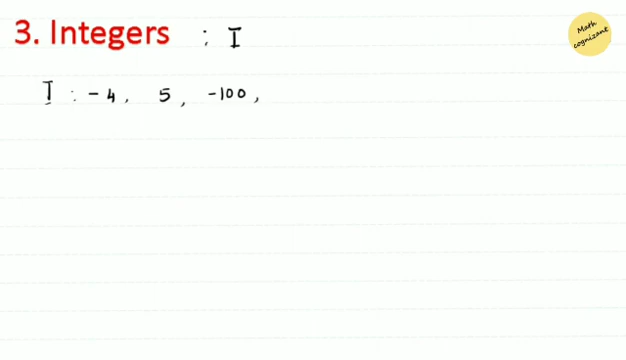 3. Integers : I
Math
cognizant
I : - 4, 5, -100,